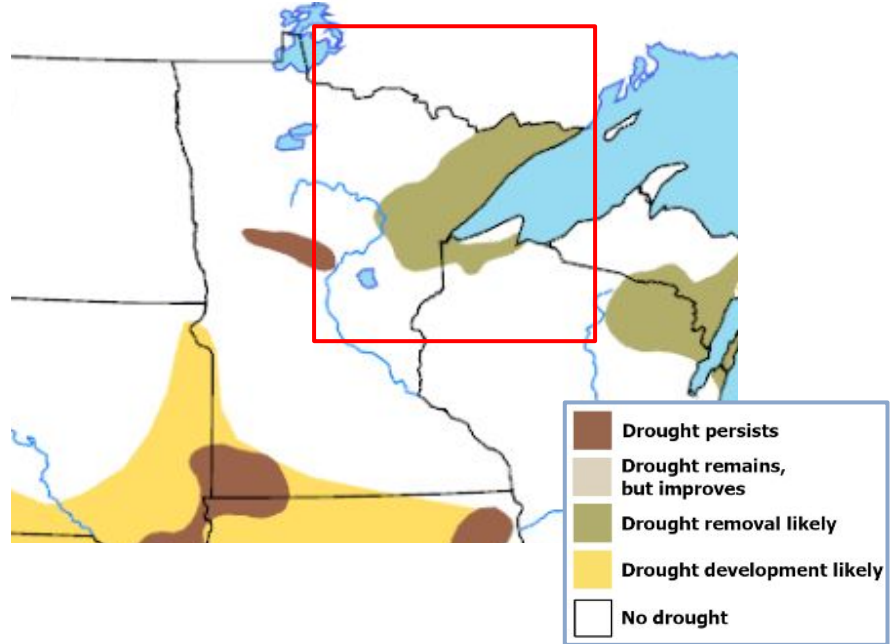 Drought persists
Drought remains,
but improves
Drought removal likely
Drought development likely
No drought